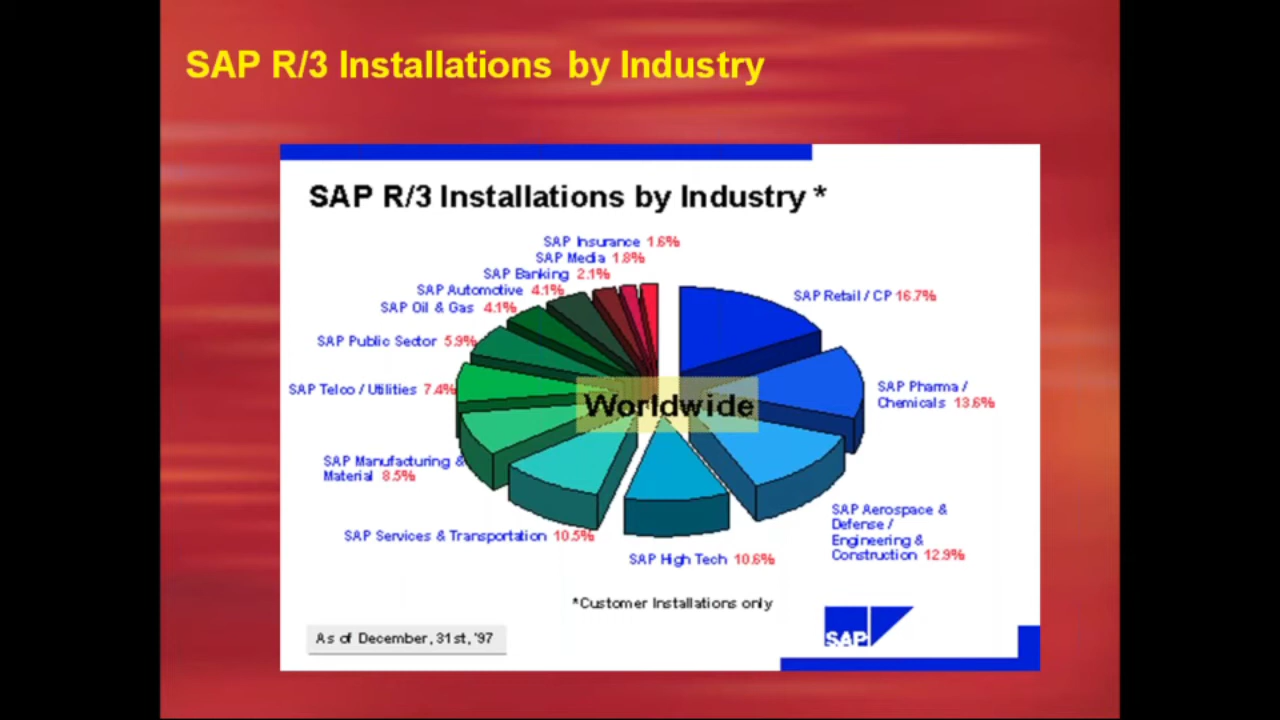 SAP R/3 Installations by Industry
SAP R/3 Installations by Industry *
SAP Insurance 1.6%
SAP Media 1.8%
SAP Banking 2.1%
SAP Automotive 4.1%
SAP Oil & Gas 4.1%
SAP Public Sector 5.9%
SAP Telco / Utilities 7.4%
SAP Manufacturing &
Material 8.5%
SAP Services & Transportation 10.5%
SAP High Tech 10.6%
SAP Aerospace &
Defense /
Engineering &
Construction 12.9%
SAP Pharma /
Chemicals 13.6%
SAP Retail / CP 16.7%
Worldwide
*Customer Installations only
As of December, 31st, '97
SAP